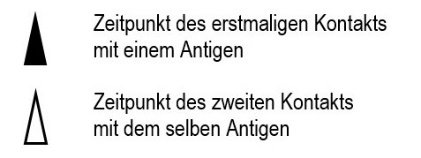 Zeitpunkt des erstmaligen Kontakts
mit einem Antigen
Zeitpunkt des zweiten Kontakts
mit dem selben Antigen